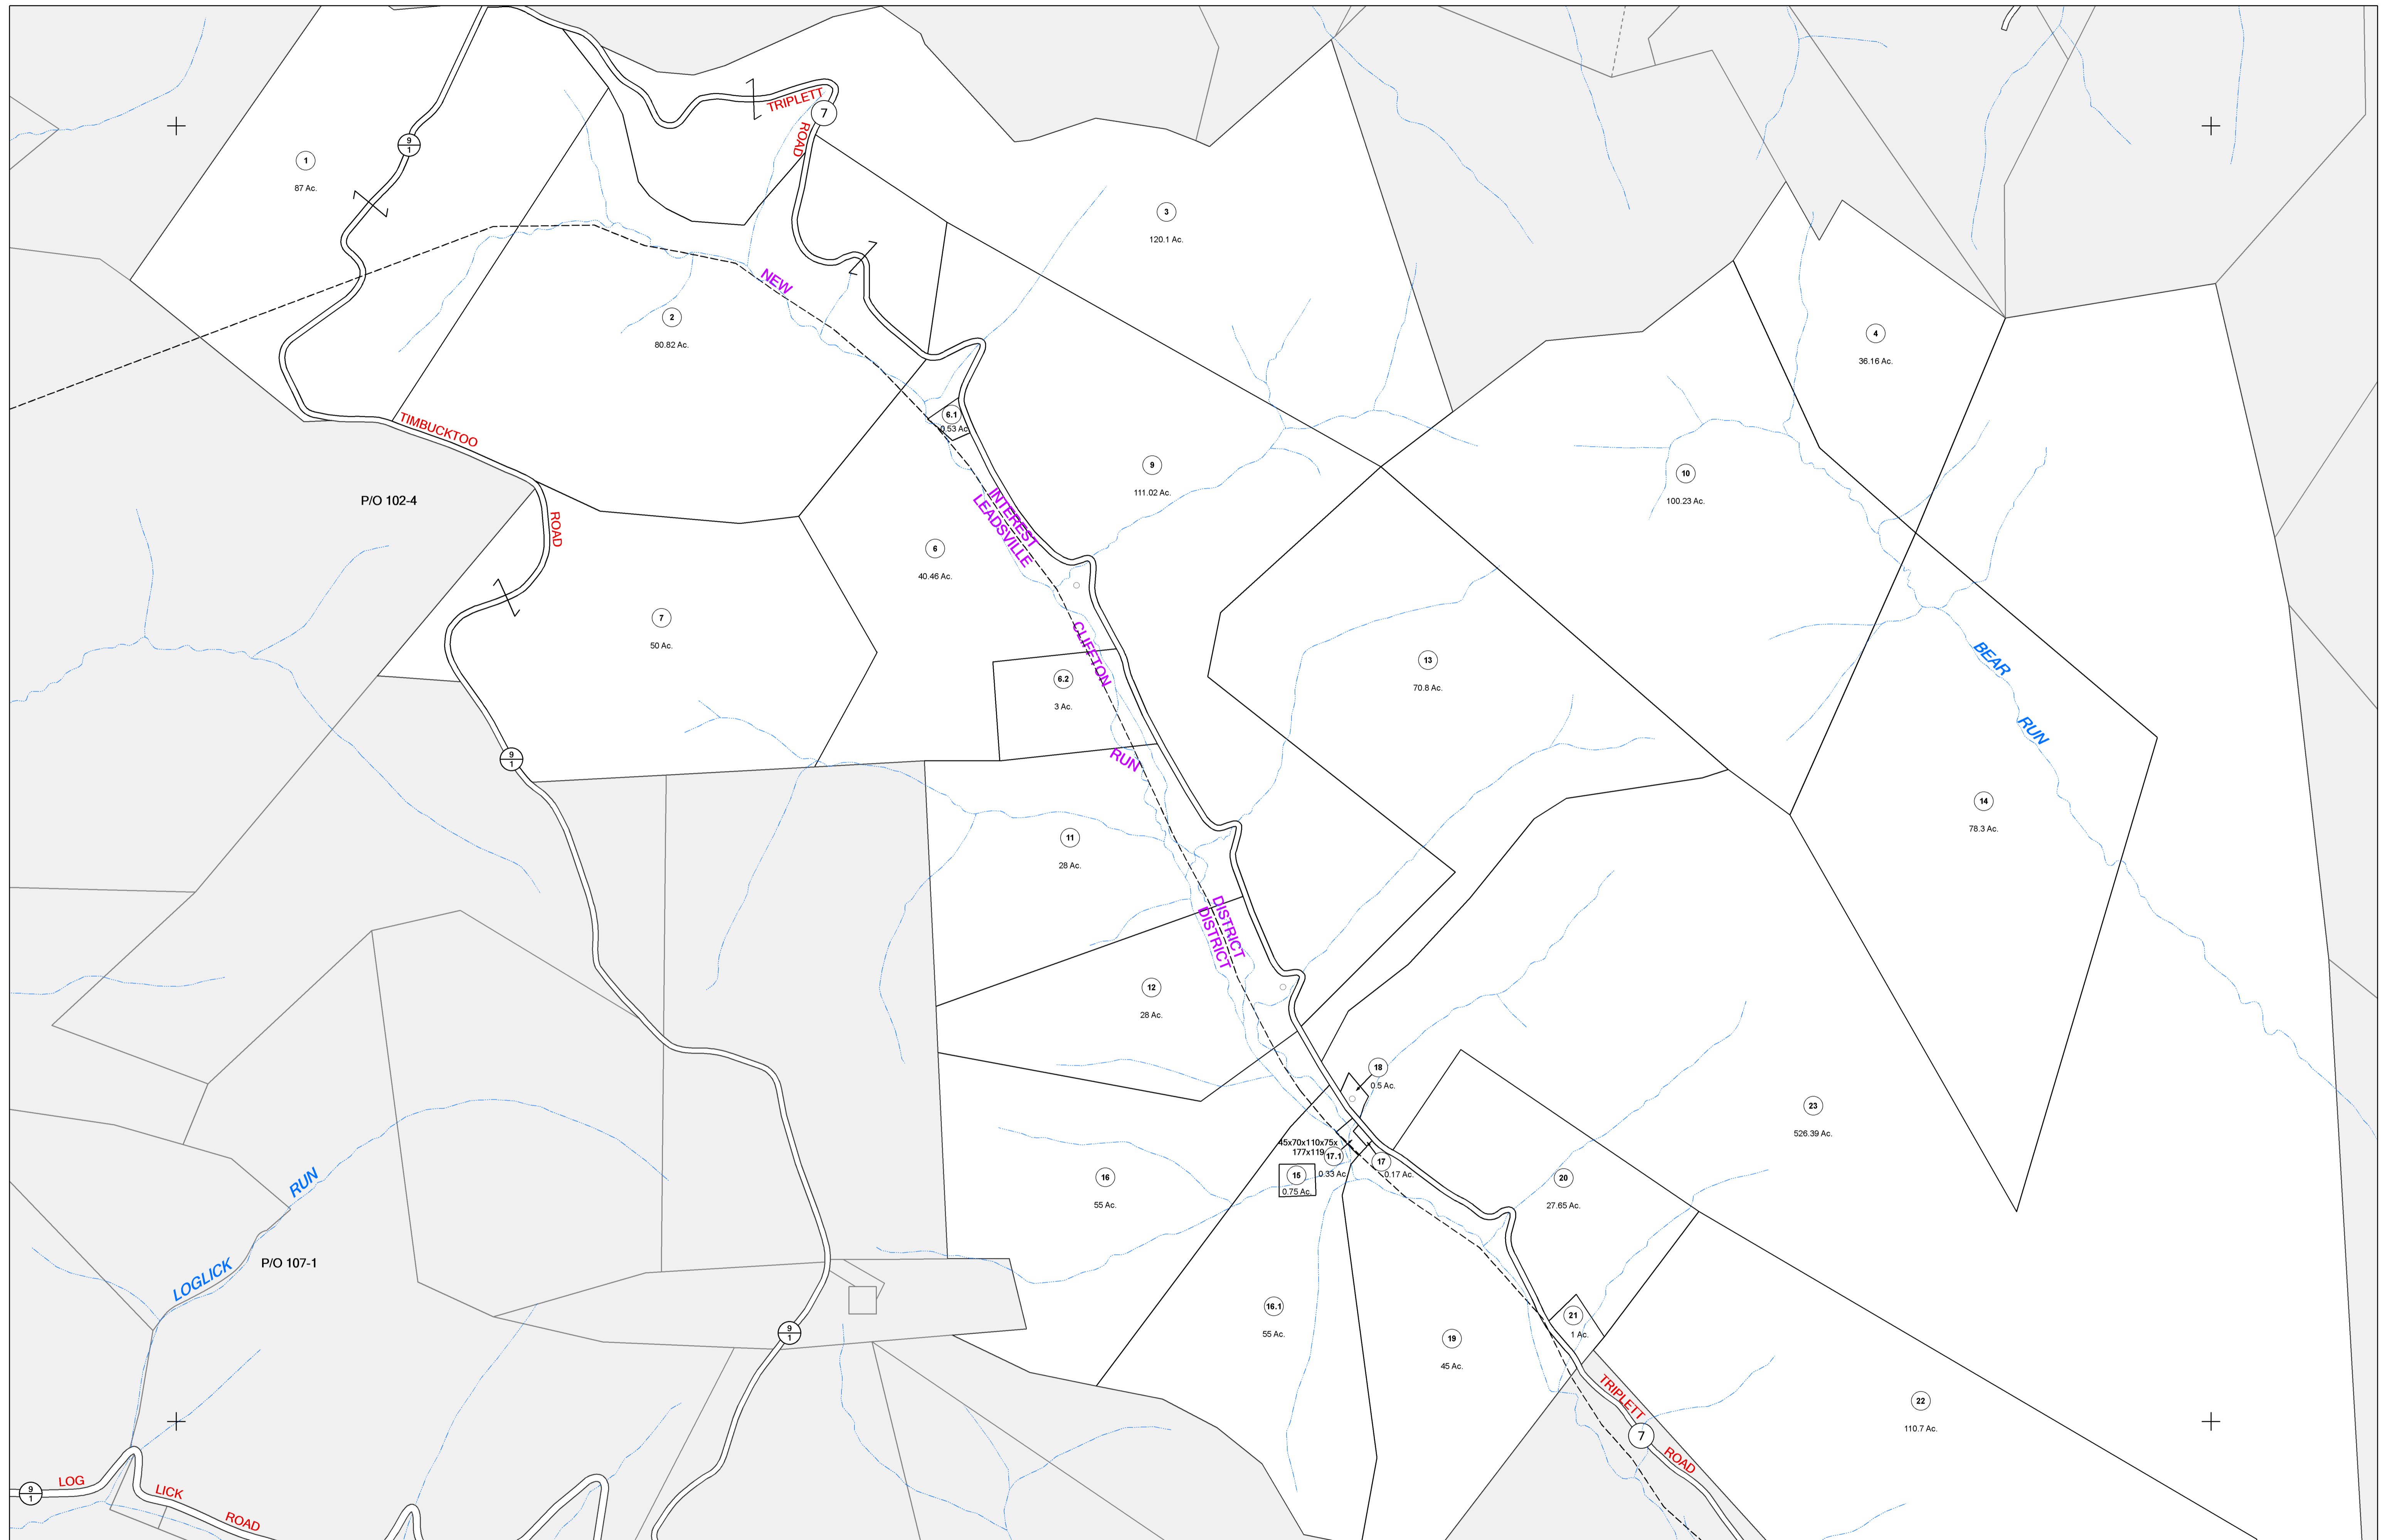 TRIPLETT
7
ROAD
9
1
1
87 Ac.
3
120.1 Ac.
NEW
2
80.82 Ac.
4
36.16 Ac.
6.1
0.53 Ac.
TIMBUCKTOO
9
111.02 Ac.
10
100.23 Ac.
P/O 102-4
ROAD
INTEREST
LEADSVILLE
6
40.46 Ac.
7
50 Ac.
CLIFFTON
13
70.8 Ac.
BEAR
6.2
3 Ac.
RUN
RUN
9
1
14
78.3 Ac.
11
28 Ac.
DISTRICT
DISTRICT
12
28 Ac.
18
0.5 Ac.
23
526.39 Ac.
45x70x110x75x
177x119
17.1
0.33 Ac.
17
0.17 Ac.
15
0.75 Ac.
16
55 Ac.
20
27.65 Ac.
RUN
LOGLICK
P/O 107-1
16.1
55 Ac.
21
1 Ac.
9
1
19
45 Ac.
TRIPLETT
7
ROAD
22
110.7 Ac.
9
1
LOG
LICK
ROAD